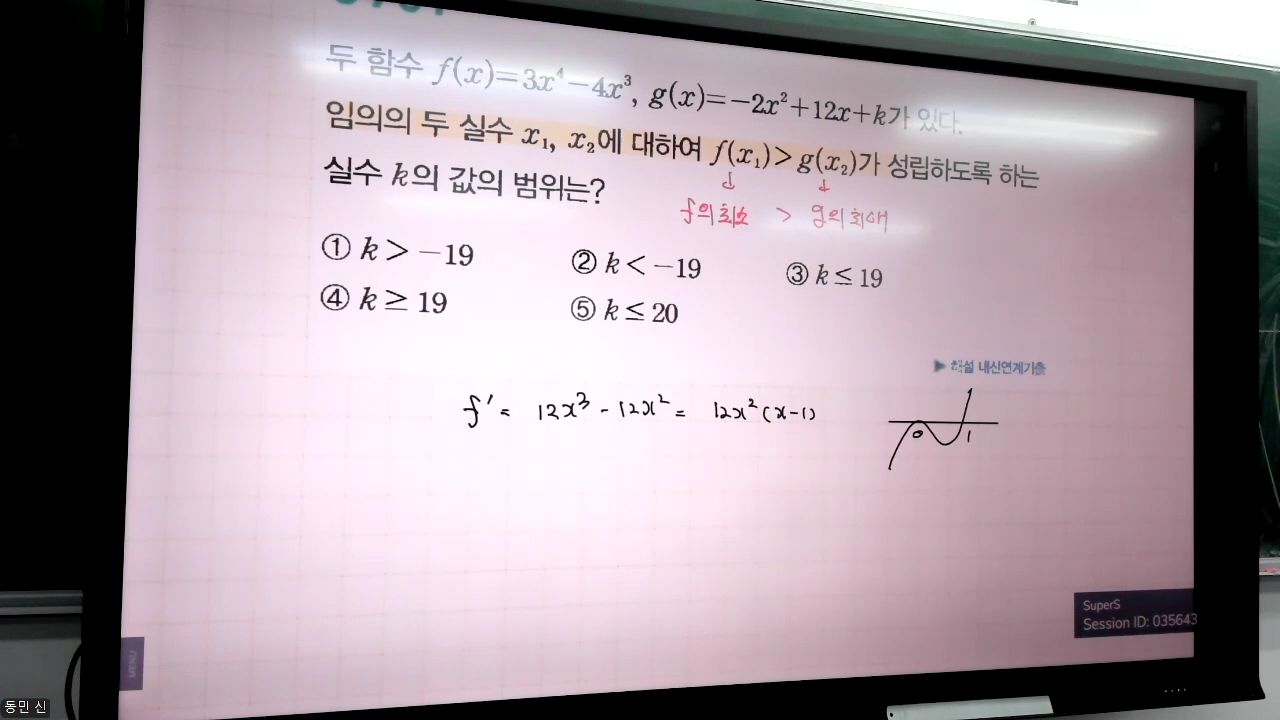 두 함수 f(x)=3x⁴-4x³, g(x)=-2x²+12x+k가 있다.
임의의 두 실수 x₁, x₂에 대하여 f(x₁)>g(x₂)가 성립하도록 하는
실수 k의 값의 범위는?
f의 최소 > g의 최대
① k>-19 ② k<-19 ③ k≤19
④ k≥19 ⑤ k≤20
▶ 해설 내신연계기출
f' = 12x³ - 12x² = 12x²(x-1)
0 1
SuperS
Session ID: 035643
MENU
동민 신